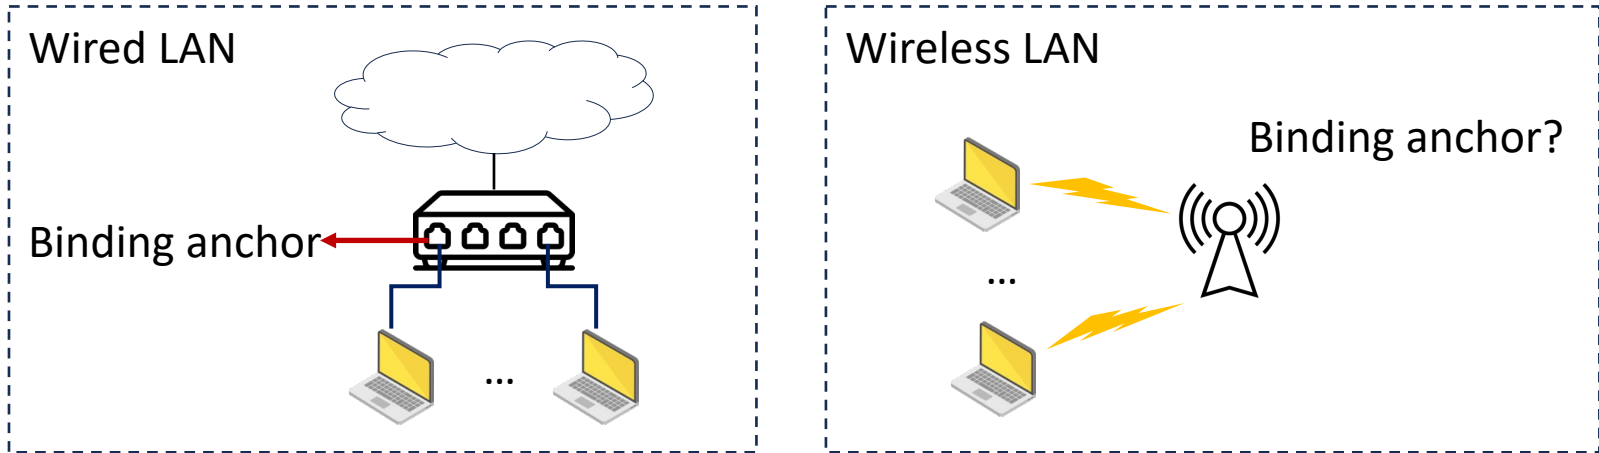 Wired LAN
Binding anchor
...
Wireless LAN
Binding anchor?
...